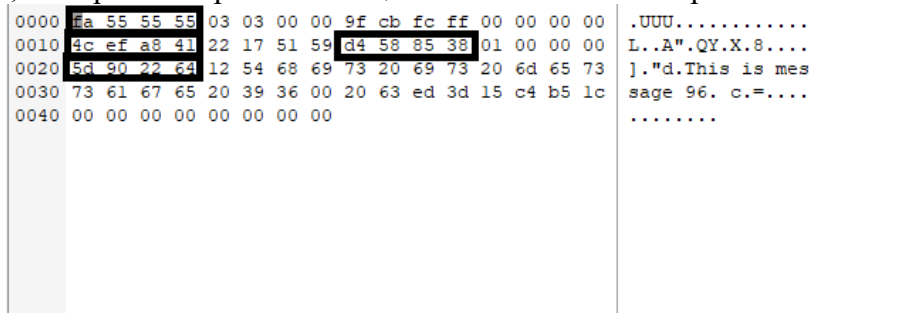 0000 fa 55 55 55 03 03 00 00 9f cb fc ff 00 00 00 00 .UUU............
0010 4c ef a8 41 22 17 51 59 d4 58 85 38 01 00 00 00 L..A".QY.X.8....
0020 5d 90 22 64 12 54 68 69 73 20 69 73 20 6d 65 73 ]."d.This is mes
0030 73 61 67 65 20 39 36 00 20 63 ed 3d 15 c4 b5 1c sage 96. c.=....
0040 00 00 00 00 00 00 00 00 ........